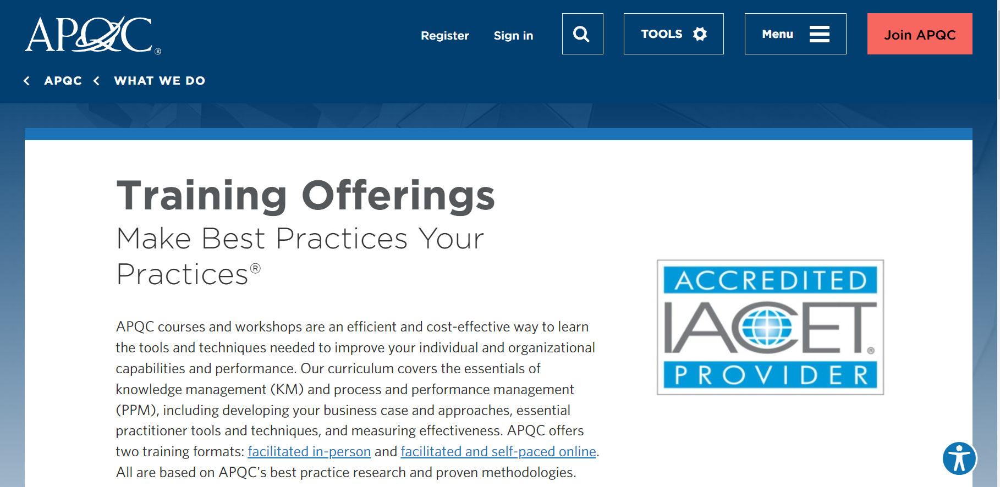 APQC®
Register
Sign in
TOOLS
Menu
Join APQC
APQC
WHAT WE DO
Training Offerings
Make Best Practices Your
Practices®
APQC courses and workshops are an efficient and cost-effective way to learn
the tools and techniques needed to improve your individual and organizational
capabilities and performance. Our curriculum covers the essentials of
knowledge management (KM) and process and performance management
(PPM), including developing your business case and approaches, essential
practitioner tools and techniques, and measuring effectiveness. APQC offers
two training formats: facilitated in-person and facilitated and self-paced online.
All are based on APQC's best practice research and proven methodologies.
ACCREDITED
IACET®
PROVIDER